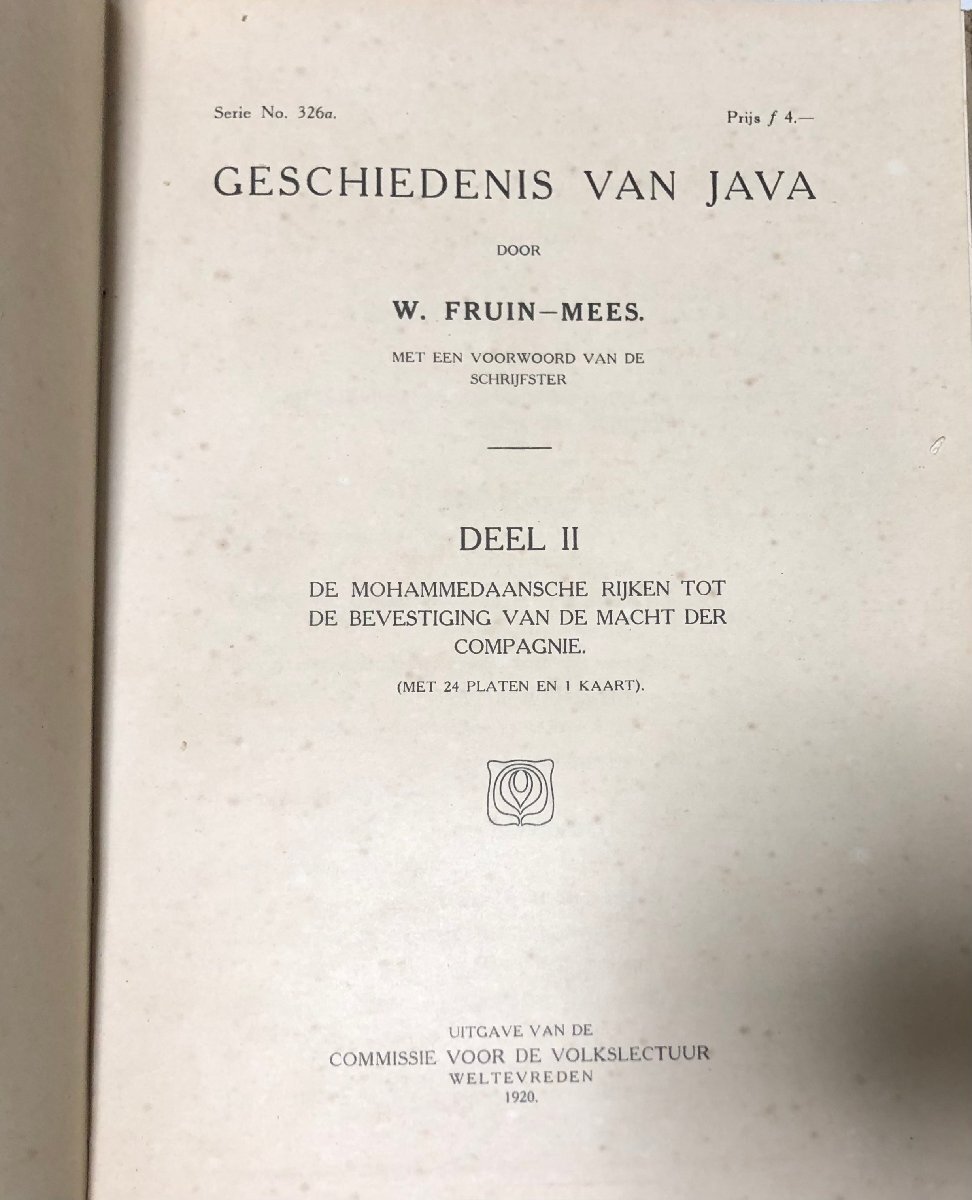 Serie No. 326a. Prijs f 4.—
GESCHIEDENIS VAN JAVA
DOOR
W. FRUIN—MEES.
MET EEN VOORWOORD VAN DE
SCHRIJFSTER
DEEL II
DE MOHAMMEDAANSCHE RIJKEN TOT
DE BEVESTIGING VAN DE MACHT DER
COMPAGNIE.
(MET 24 PLATEN EN 1 KAART).
UITGAVE VAN DE
COMMISSIE VOOR DE VOLKSLECTUUR
WELTEVREDEN
1920.